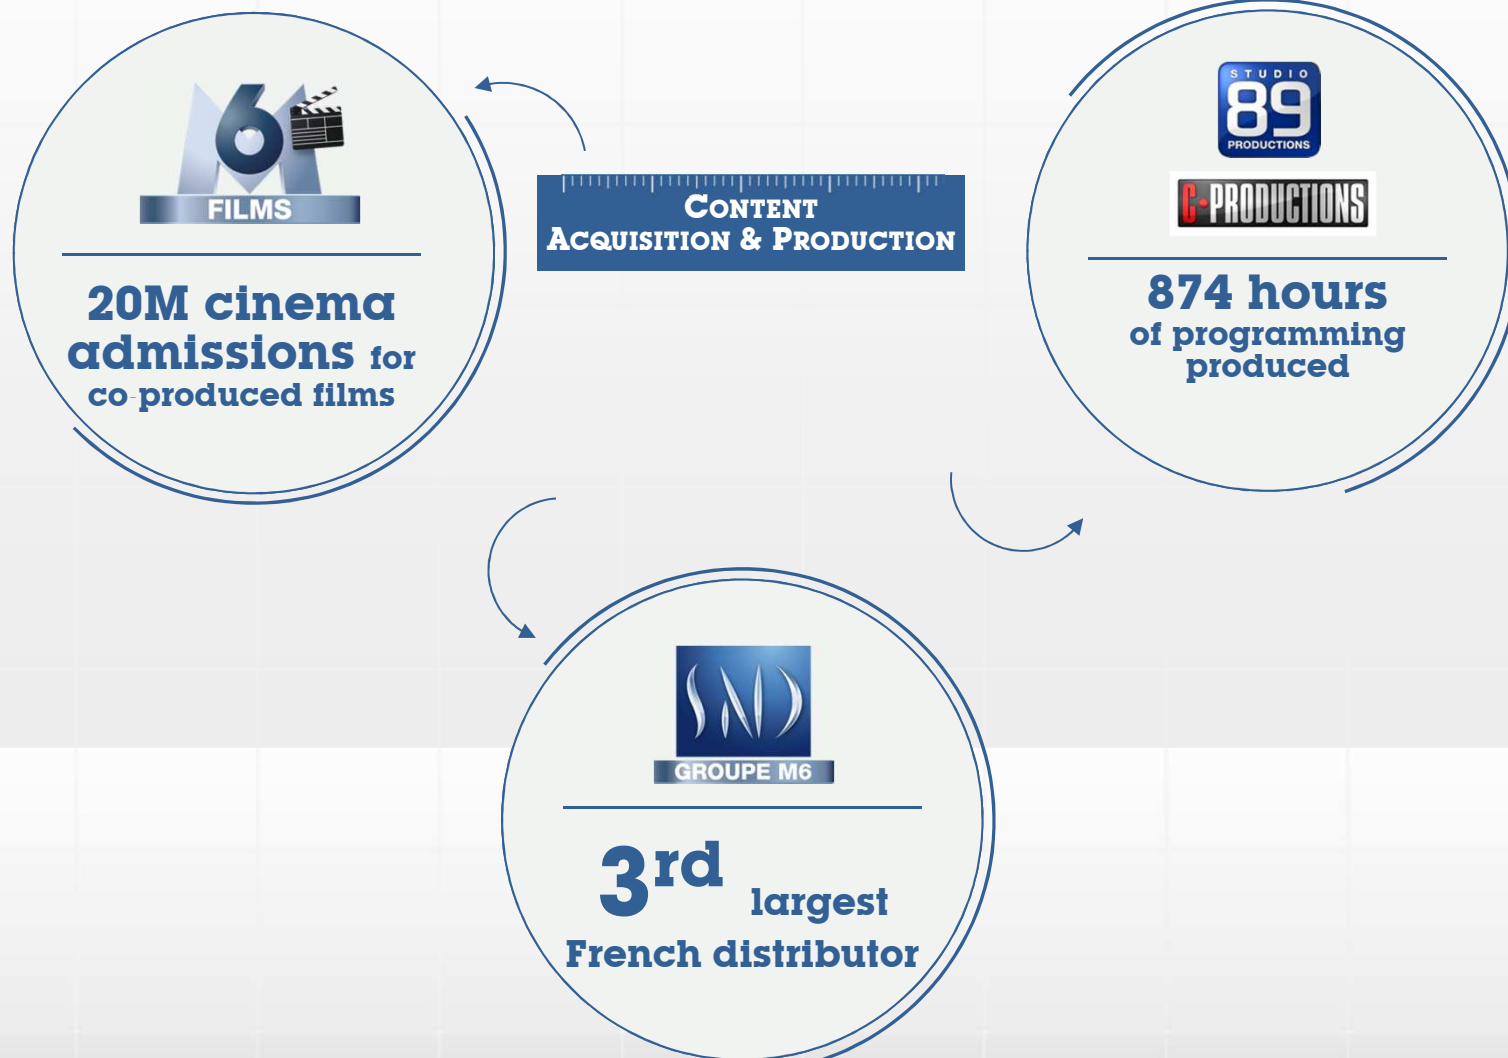 FILMS
20M cinema
admissions for
co-produced films
CONTENT
ACQUISITION & PRODUCTION
STUDIO
89
PRODUCTIONS
C·PRODUCTIONS
874 hours
of programming
produced
SND
GROUPE M6
3rd largest
French distributor
M6